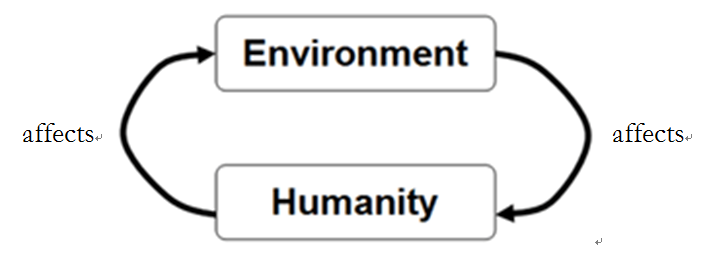 Environment
affects
affects
Humanity